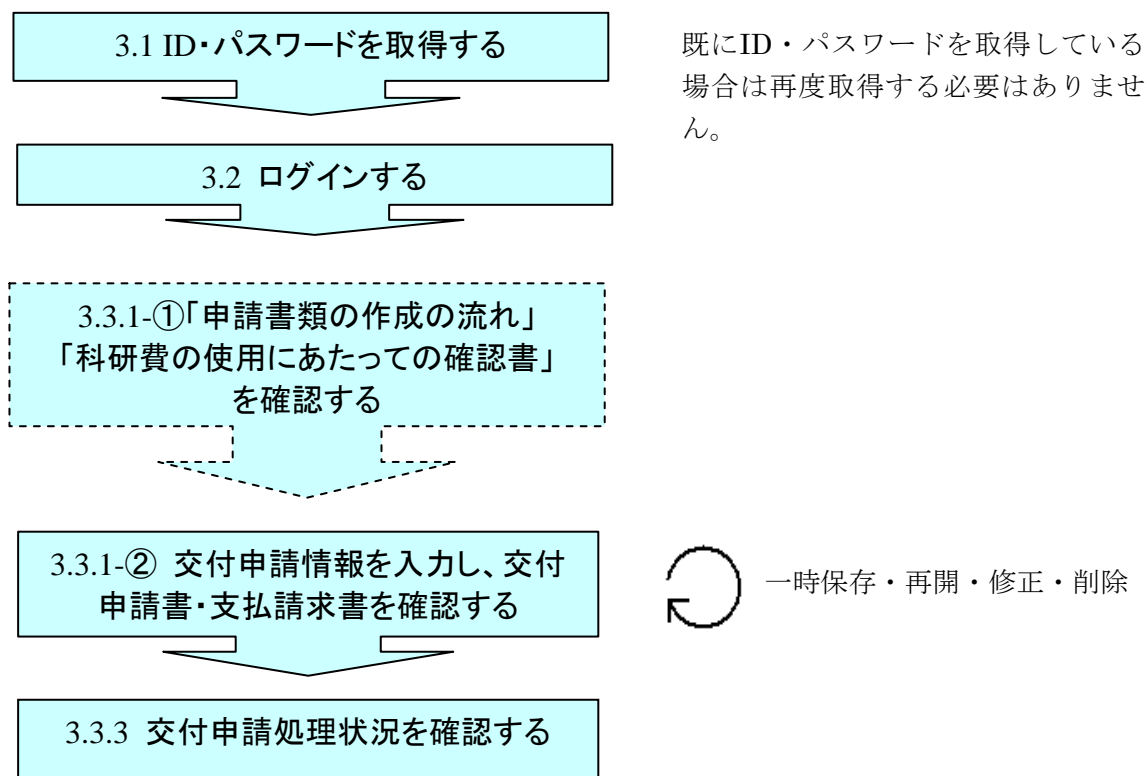 3.1 ID・パスワードを取得する
既にID・パスワードを取得している
場合は再度取得する必要はありませ
ん。
3.2 ログインする
3.3.1-①「申請書類の作成の流れ」
「科研費の使用にあたっての確認書」
を確認する
3.3.1-② 交付申請情報を入力し、交付
申請書・支払請求書を確認する
一時保存・再開・修正・削除
3.3.3 交付申請処理状況を確認する